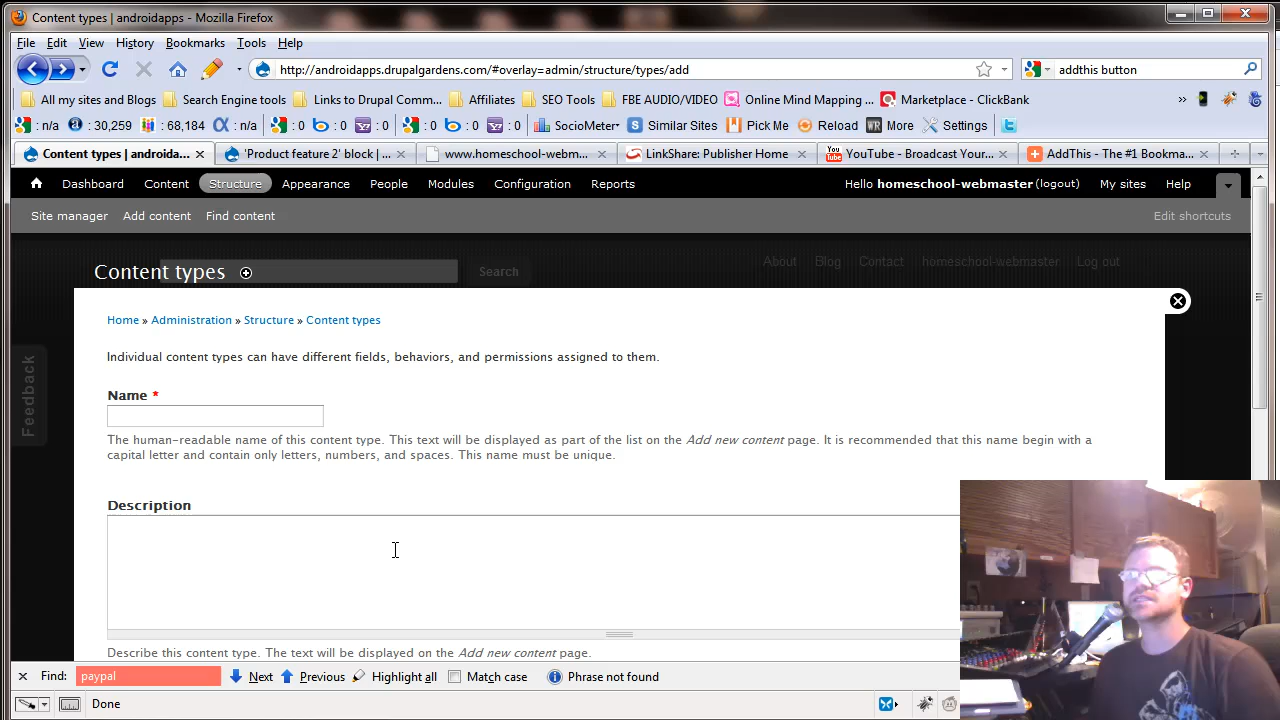 Content types | androidapps - Mozilla Firefox
File Edit View History Bookmarks Tools Help
http://androidapps.drupalgardens.com/#overlay=admin/structure/types/add
addthis button
All my sites and Blogs Search Engine tools Links to Drupal Comm... Affiliates SEO Tools FBE AUDIO/VIDEO Online Mind Mapping ... Marketplace - ClickBank »
: n/a : 30,259 : 68,184 : n/a : 0 : 0 : 0 : 0 : 0 : 0 SocioMeter Similar Sites Pick Me Reload WR More Settings
Content types | androida... 'Product feature 2' block | ... www.homeschool-webm... LinkShare: Publisher Home YouTube - Broadcast Your... AddThis - The #1 Bookma...
Dashboard Content Structure Appearance People Modules Configuration Reports Hello homeschool-webmaster (logout) My sites Help
Site manager Add content Find content Edit shortcuts
About Blog Contact homeschool-webmaster Log out
Content types Search
Home » Administration » Structure » Content types
Individual content types can have different fields, behaviors, and permissions assigned to them.
Feedback
Name *
The human-readable name of this content type. This text will be displayed as part of the list on the Add new content page. It is recommended that this name begin with a
capital letter and contain only letters, numbers, and spaces. This name must be unique.
Description
Describe this content type. The text will be displayed on the Add new content page.
Find: paypal Next Previous Highlight all Match case Phrase not found
Done